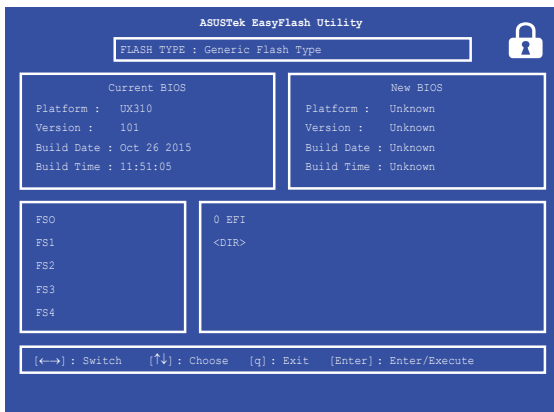 ASUSTek EasyFlash Utility
FLASH TYPE : Generic Flash Type
Current BIOS
Platform : UX310
Version : 101
Build Date : Oct 26 2015
Build Time : 11:51:05
New BIOS
Platform : Unknown
Version : Unknown
Build Date : Unknown
Build Time : Unknown
FSO
FS1
FS2
FS3
FS4
0 EFI
<DIR>
[←→] : Switch [↑↓] : Choose [q] : Exit [Enter] : Enter/Execute